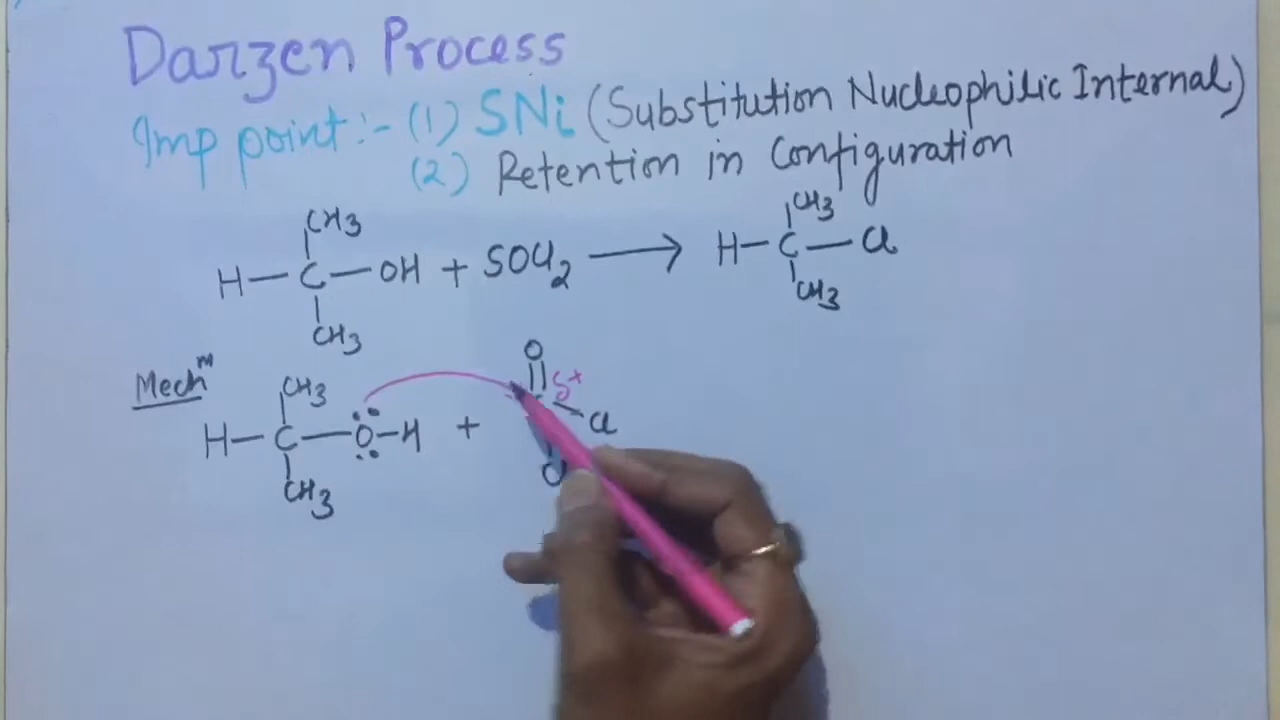 Darzen Process
Imp point :- (1) SNi (Substitution Nucleophilic Internal)
(2) Retention in Configuration
CH3 CH3
H—C—OH + SOCl2 ⟶ H—C—Cl
CH3 CH3
Mechm
CH3 O
H—C—O—H + δ+ Cl
CH3 Cl